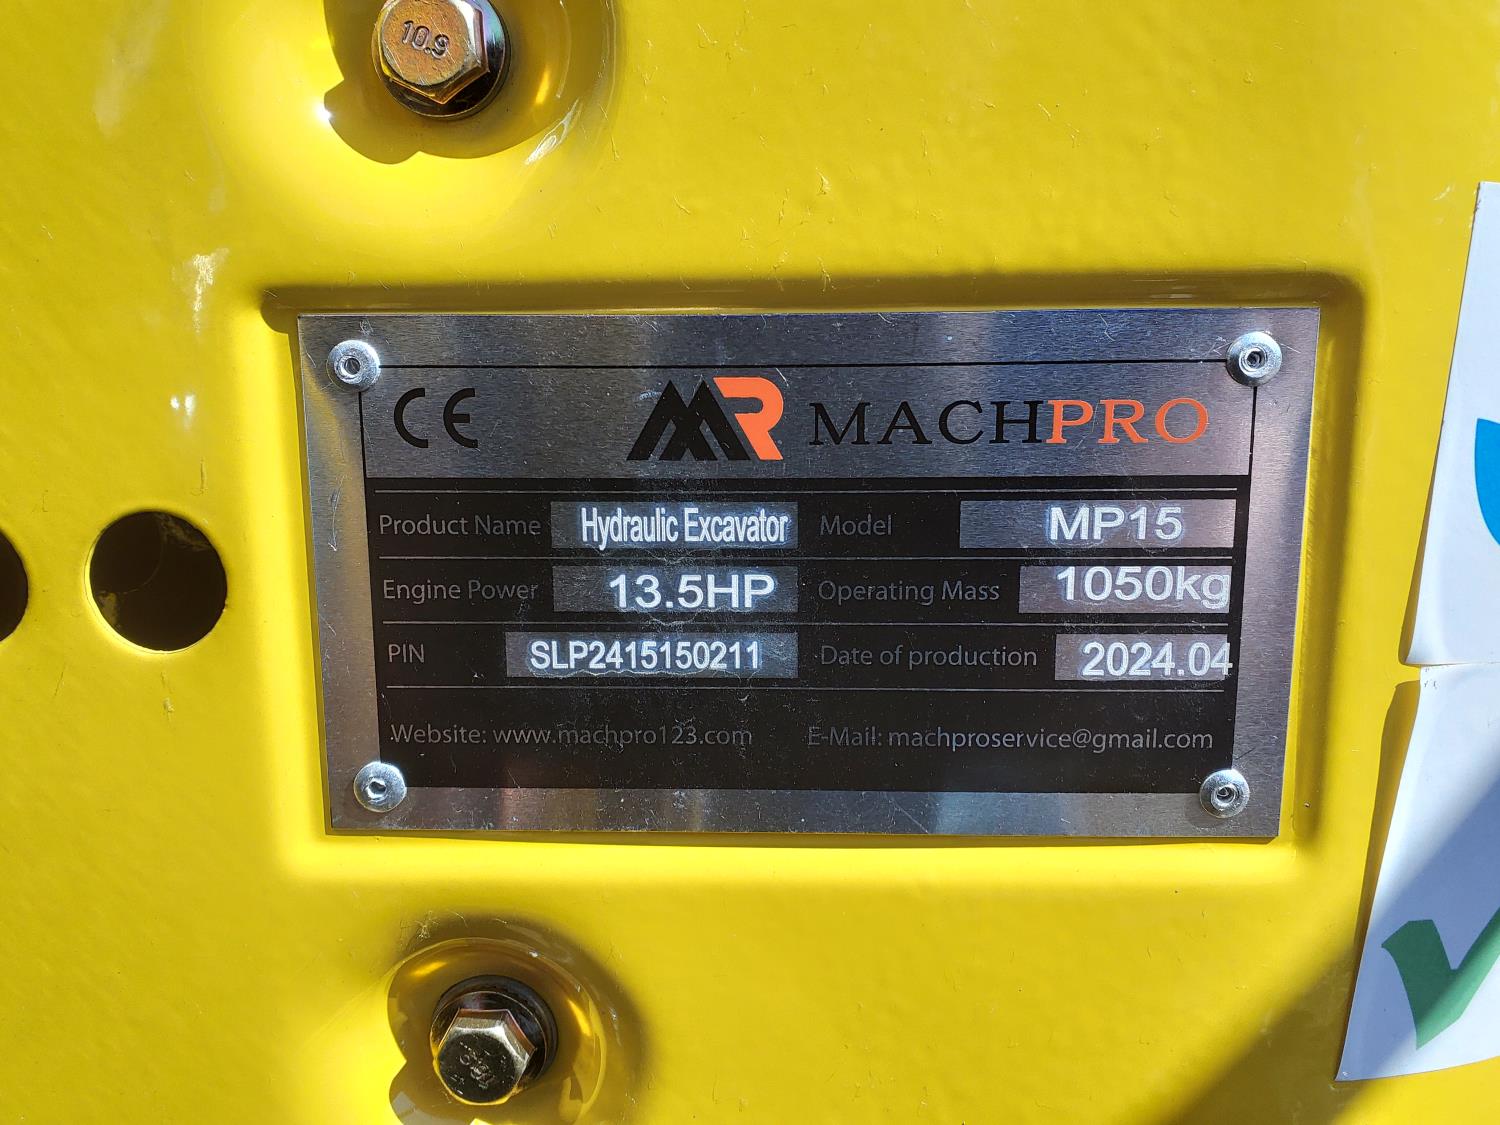 10.9
CE MR MACHPRO
Product Name Hydraulic Excavator Model MP15
Engine Power 13.5HP Operating Mass 1050kg
PIN SLP2415150211 Date of production 2024.04
Website: www.machpro123.com E-Mail: machproservice@gmail.com